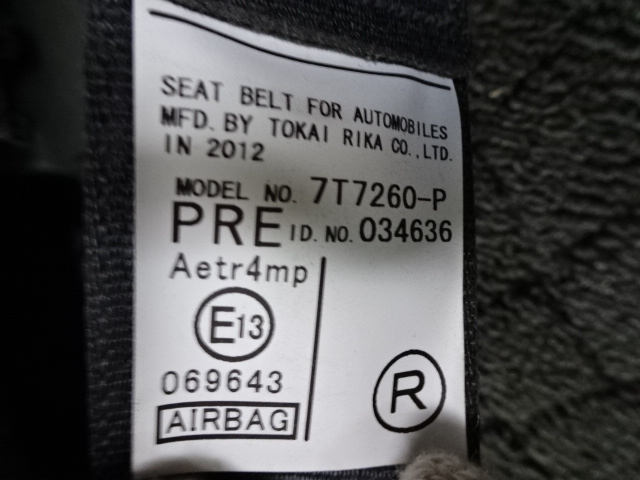 SEAT BELT FOR AUTOMOBILES
MFD. BY TOKAI RIKA CO.,LTD.
IN 2012
MODEL NO. 7T7260-P
PRE ID. NO. 034636
Aetr4mp
E13
069643
AIRBAG
R